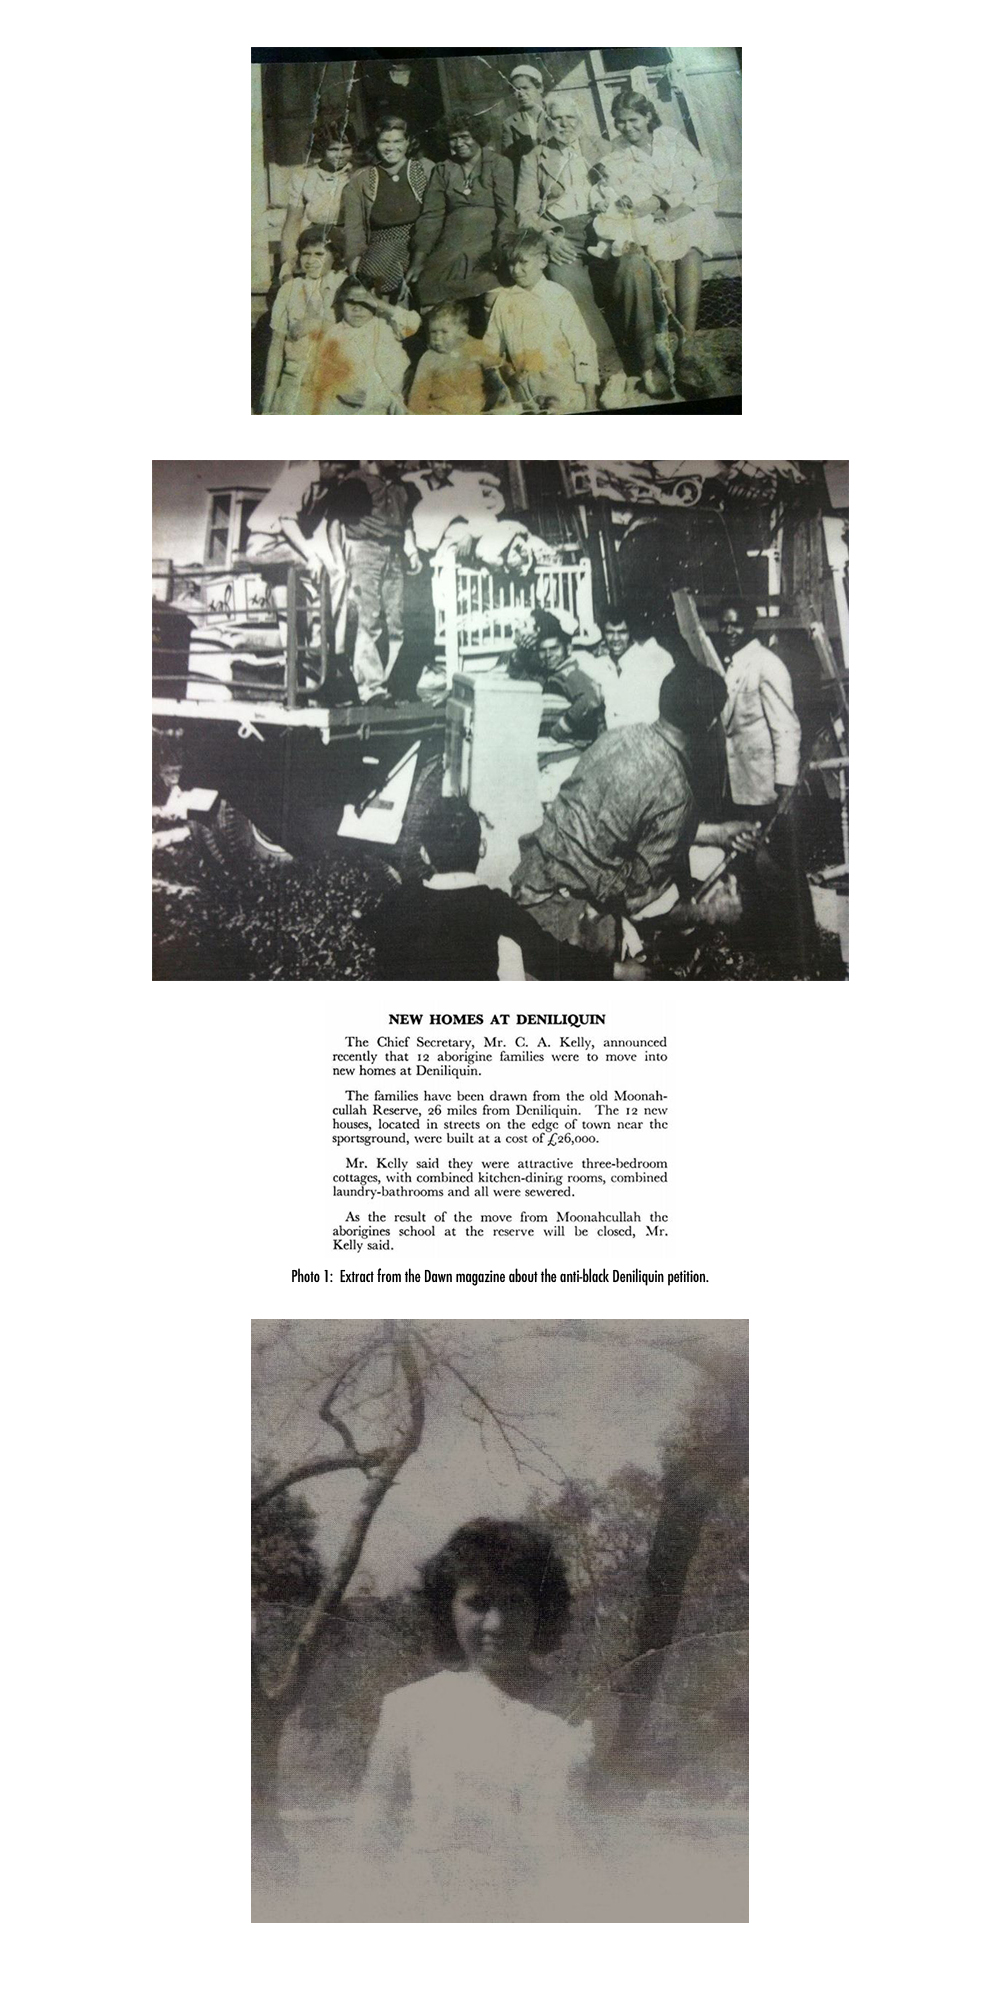 NEW HOMES AT DENILIQUIN
The Chief Secretary, Mr. C. A. Kelly, announced
recently that 12 aborigine families were to move into
new homes at Deniliquin.
The families have been drawn from the old Moonah-
cullah Reserve, 26 miles from Deniliquin. The 12 new
houses, located in streets on the edge of town near the
sportsground, were built at a cost of £26,000.
Mr. Kelly said they were attractive three-bedroom
cottages, with combined kitchen-dining rooms, combined
laundry-bathrooms and all were sewered.
As the result of the move from Moonahcullah the
aborigines school at the reserve will be closed, Mr.
Kelly said.
Photo 1: Extract from the Dawn magazine about the anti-black Deniliquin petition.